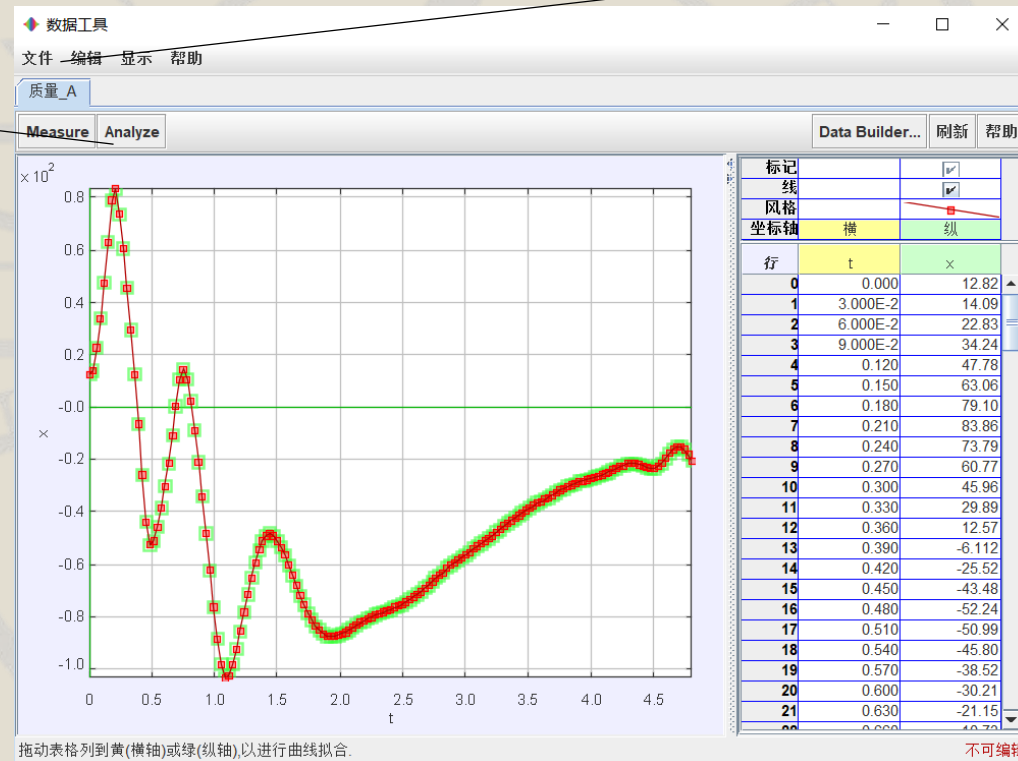 数据工具
文件 编辑 显示 帮助
质量_A
Measure Analyze Data Builder... 刷新 帮助
×10²
0.8
0.6
0.4
0.2
-0.0
x
-0.2
-0.4
-0.6
-0.8
-1.0
0 0.5 1.0 1.5 2.0 2.5 3.0 3.5 4.0 4.5
t
标记
线
风格
坐标轴 横 纵
行 t x
0 0.000 12.82
1 3.000E-2 14.09
2 6.000E-2 22.83
3 9.000E-2 34.24
4 0.120 47.78
5 0.150 63.06
6 0.180 79.10
7 0.210 83.86
8 0.240 73.79
9 0.270 60.77
10 0.300 45.96
11 0.330 29.89
12 0.360 12.57
13 0.390 -6.112
14 0.420 -25.52
15 0.450 -43.48
16 0.480 -52.24
17 0.510 -50.99
18 0.540 -45.80
19 0.570 -38.52
20 0.600 -30.21
21 0.630 -21.15
拖动表格列到黄(横轴)或绿(纵轴),以进行曲线拟合.
不可编辑